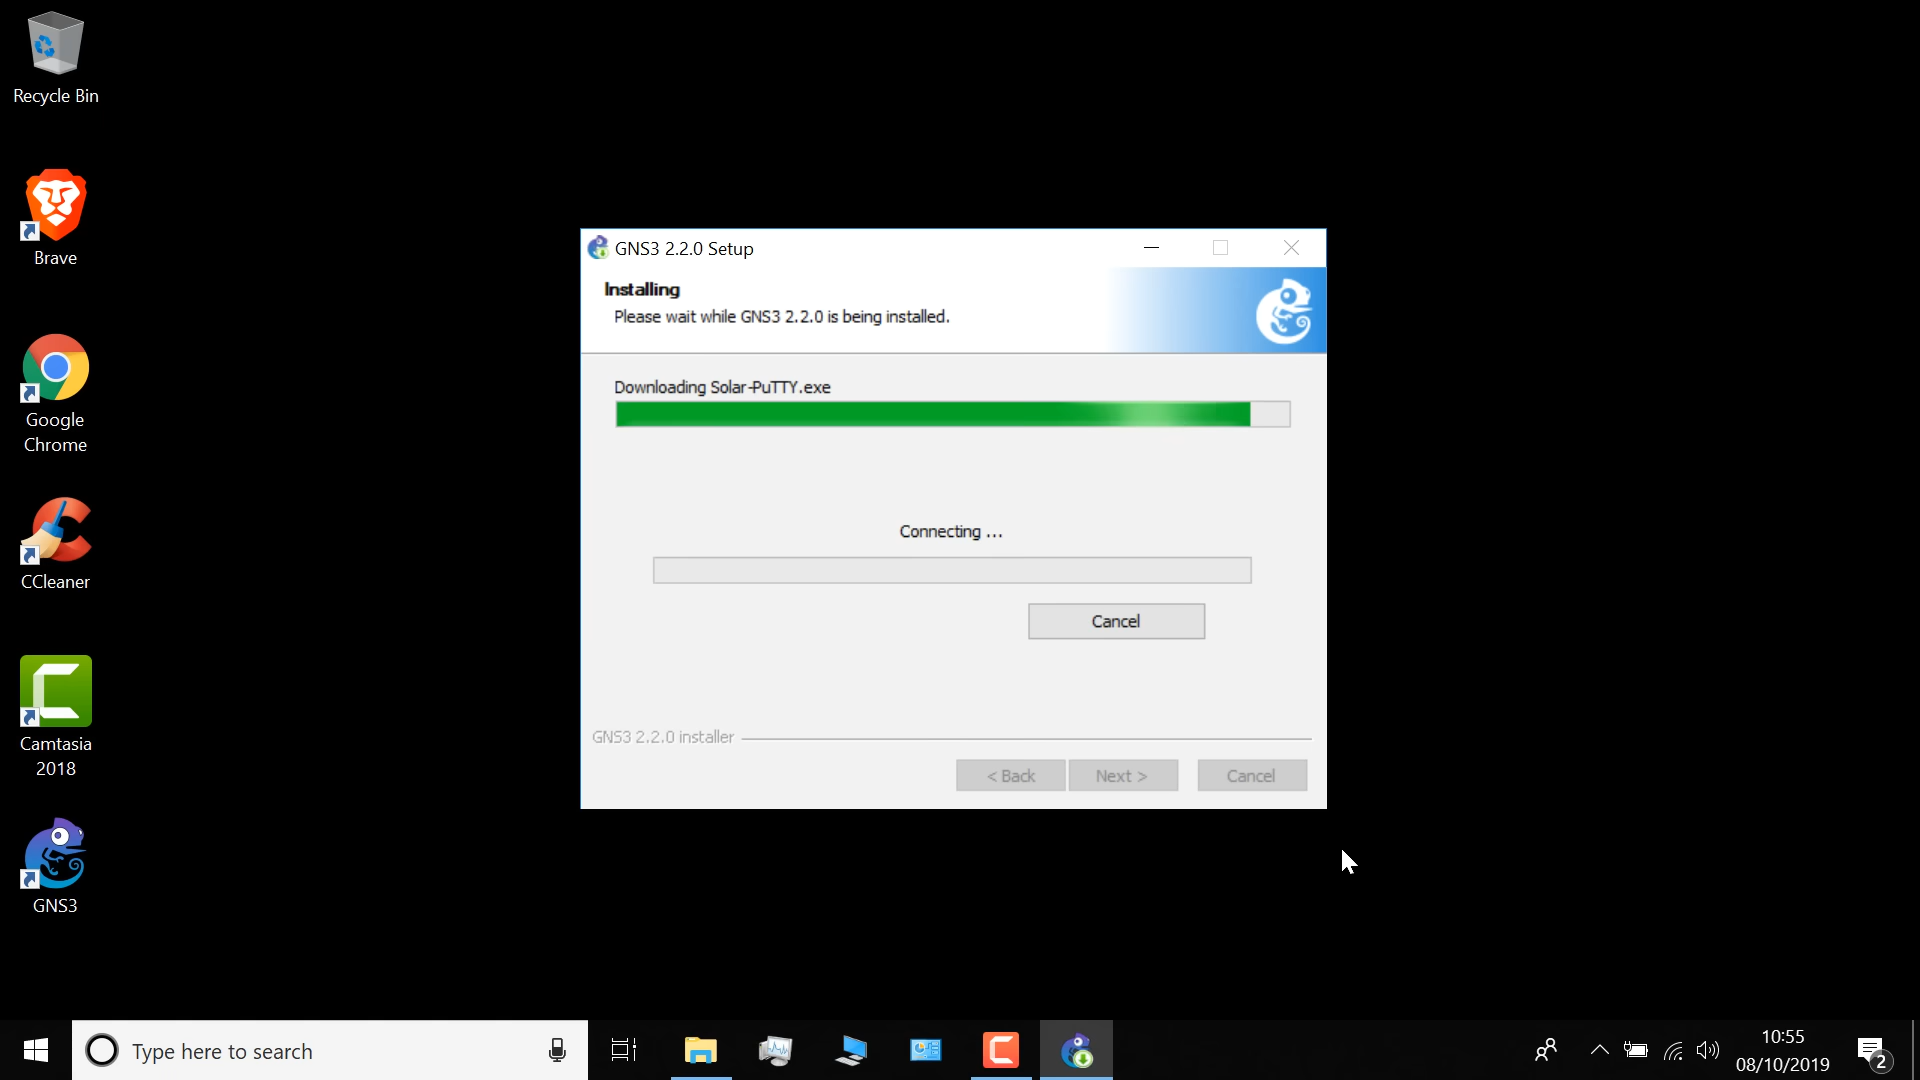 Recycle Bin
Brave
Google
Chrome
CCleaner
Camtasia
2018
GNS3
GNS3 2.2.0 Setup
Installing
Please wait while GNS3 2.2.0 is being installed.
Downloading Solar-PuTTY.exe
Connecting ...
Cancel
GNS3 2.2.0 installer
< Back
Next >
Cancel
Type here to search
10:55
08/10/2019
2